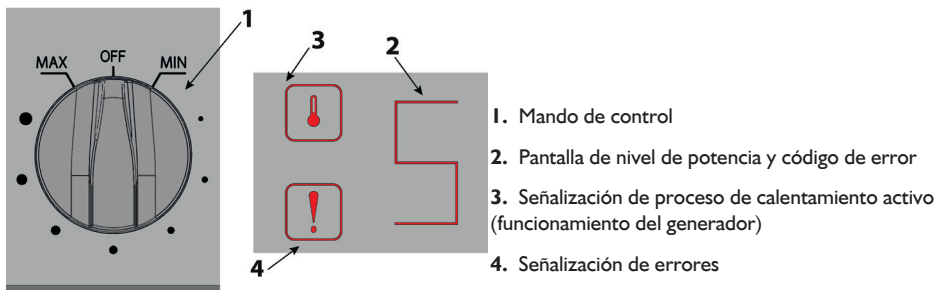 1
3
2
MAX OFF MIN
4
1. Mando de control
2. Pantalla de nivel de potencia y código de error
3. Señalización de proceso de calentamiento activo
(funcionamiento del generador)
4. Señalización de errores